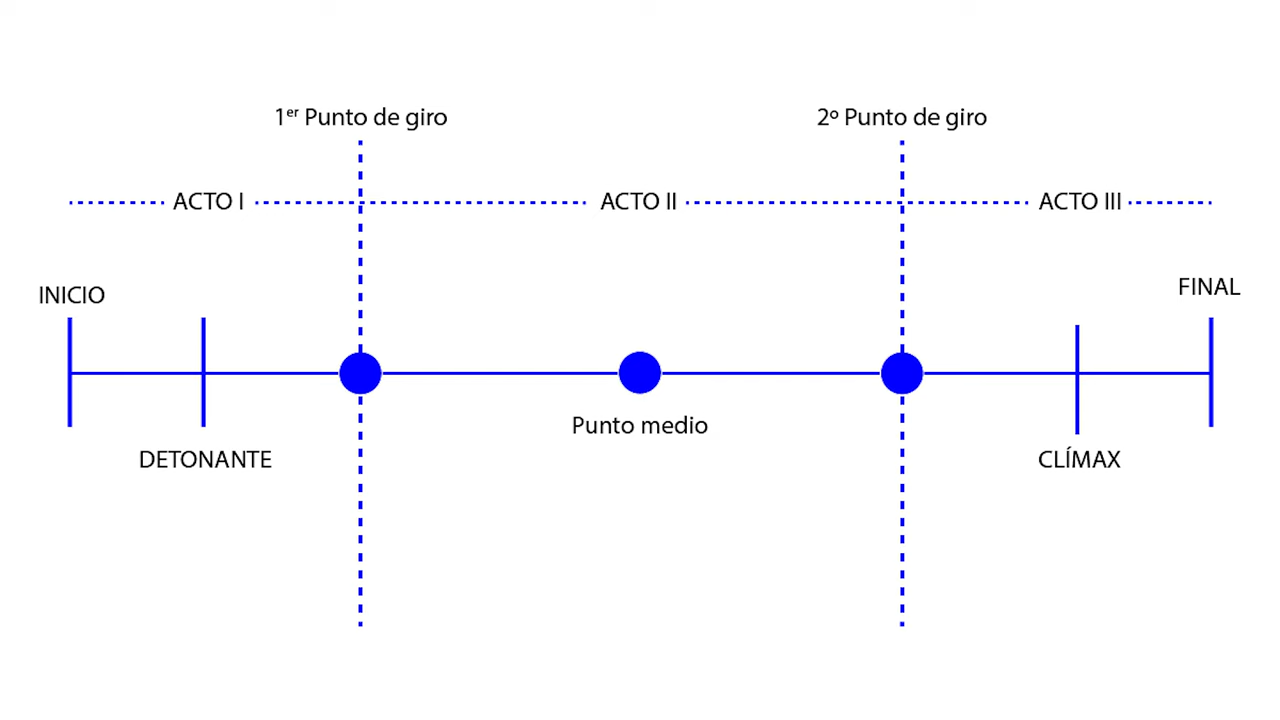 1er Punto de giro
2º Punto de giro
ACTO I
ACTO II
ACTO III
INICIO
FINAL
Punto medio
DETONANTE
CLÍMAX